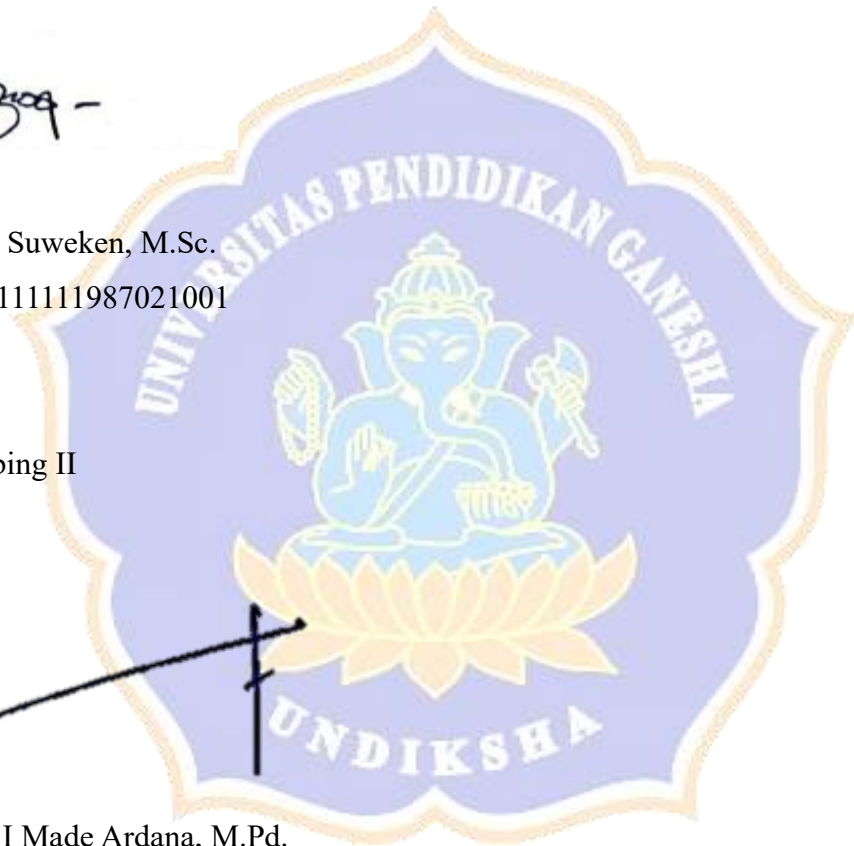 Suweken, M.Sc.
111111987021001
UNIVERSITAS PENDIDIKAN GANESHA
ping II
UNDIKSHA
I Made Ardana, M.Pd.